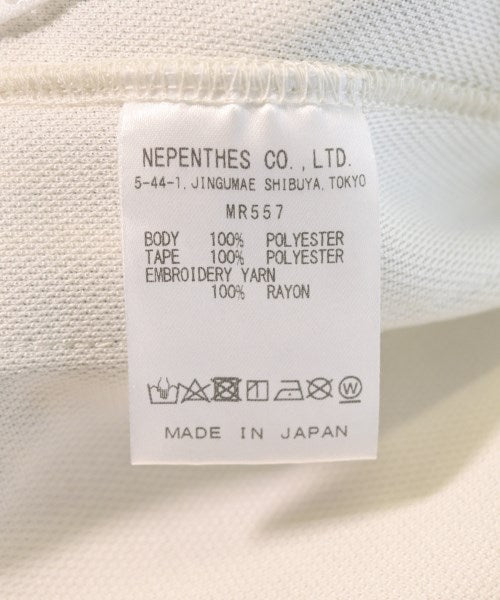 NEPENTHES CO.,LTD.
5-44-1, JINGUMAE SHIBUYA, TOKYO
MR557
BODY 100% POLYESTER
TAPE 100% POLYESTER
EMBROIDERY YARN
100% RAYON
W
MADE IN JAPAN